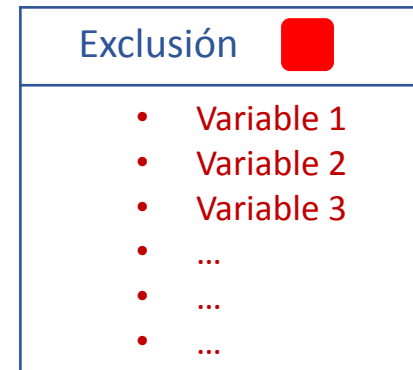 Exclusión
• Variable 1
• Variable 2
• Variable 3
• ...
• ...
• ...